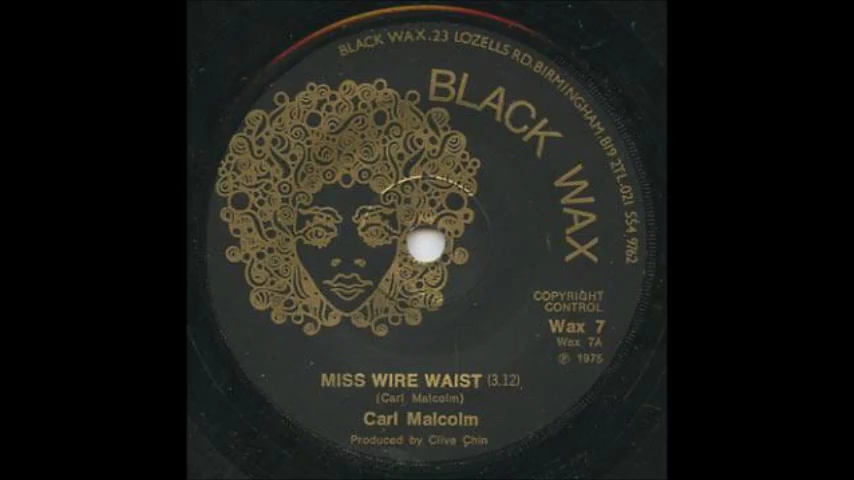 BLACK WAX. 23 LOZELLS RD. BIRMINGHAM B19 2TL. 021 554 9762
BLACK WAX
COPYRIGHT
CONTROL
Wax 7
Wax 7A
℗ 1975
MISS WIRE WAIST (3.12)
(Carl Malcolm)
Carl Malcolm
Produced by Clive Chin